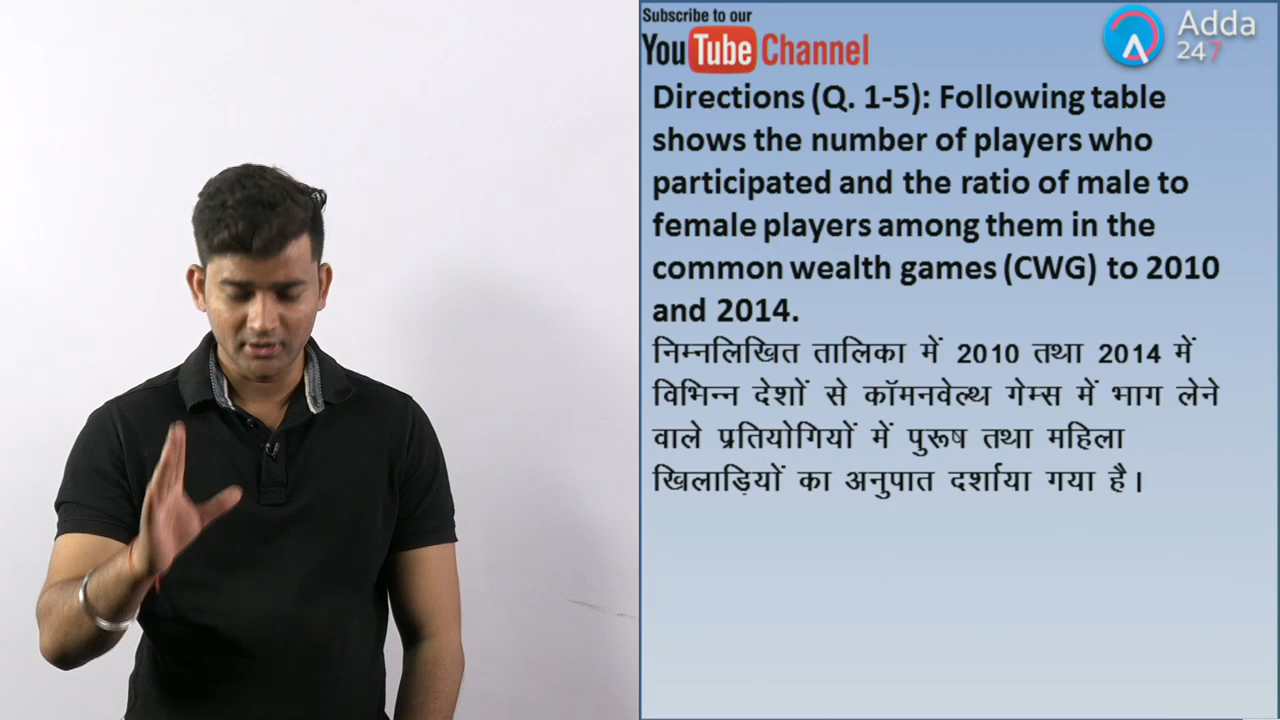 Subscribe to our
YouTube Channel
Adda
247
Directions (Q. 1-5): Following table
shows the number of players who
participated and the ratio of male to
female players among them in the
common wealth games (CWG) to 2010
and 2014.
निम्नलिखित तालिका में 2010 तथा 2014 में
विभिन्न देशों से कॉमनवेल्थ गेम्स में भाग लेने
वाले प्रतियोगियों में पुरूष तथा महिला
खिलाड़ियों का अनुपात दर्शाया गया है।